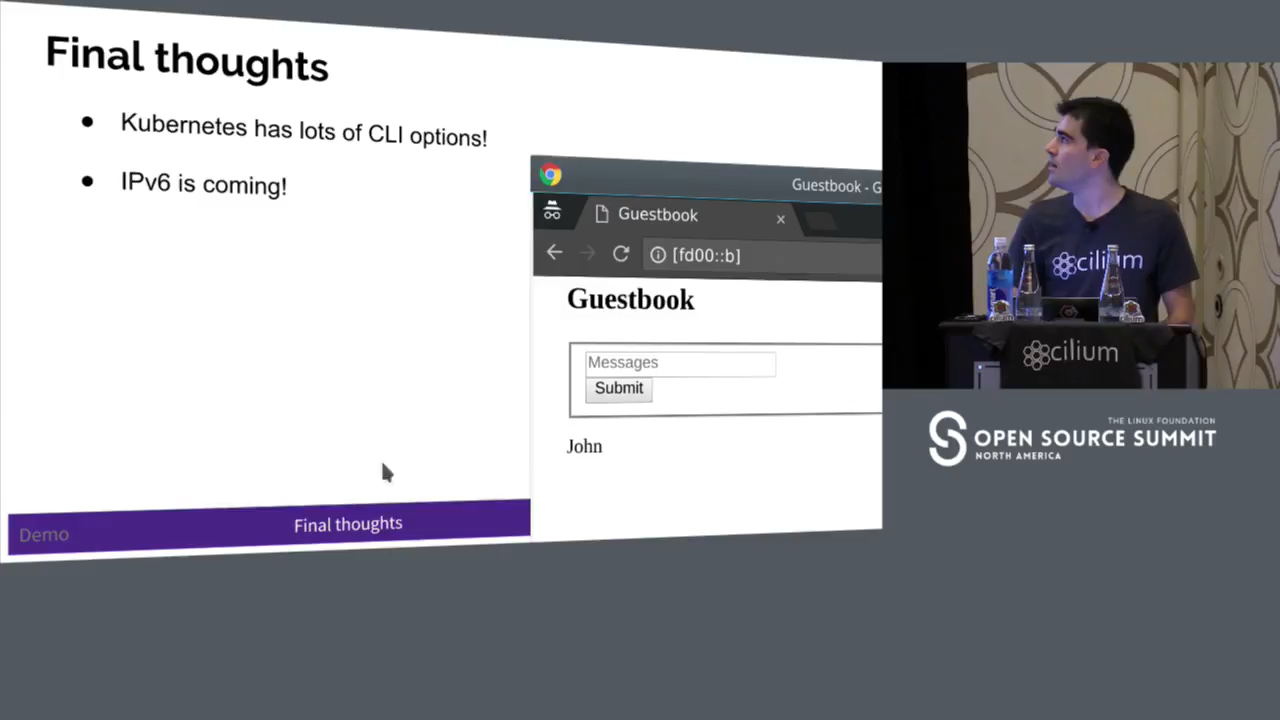 Final thoughts
● Kubernetes has lots of CLI options!
● IPv6 is coming!
Guestbook - G
Guestbook
[fd00::b]
Guestbook
Messages
Submit
John
Demo
Final thoughts
cilium
cilium
THE LINUX FOUNDATION
OPEN SOURCE SUMMIT
NORTH AMERICA